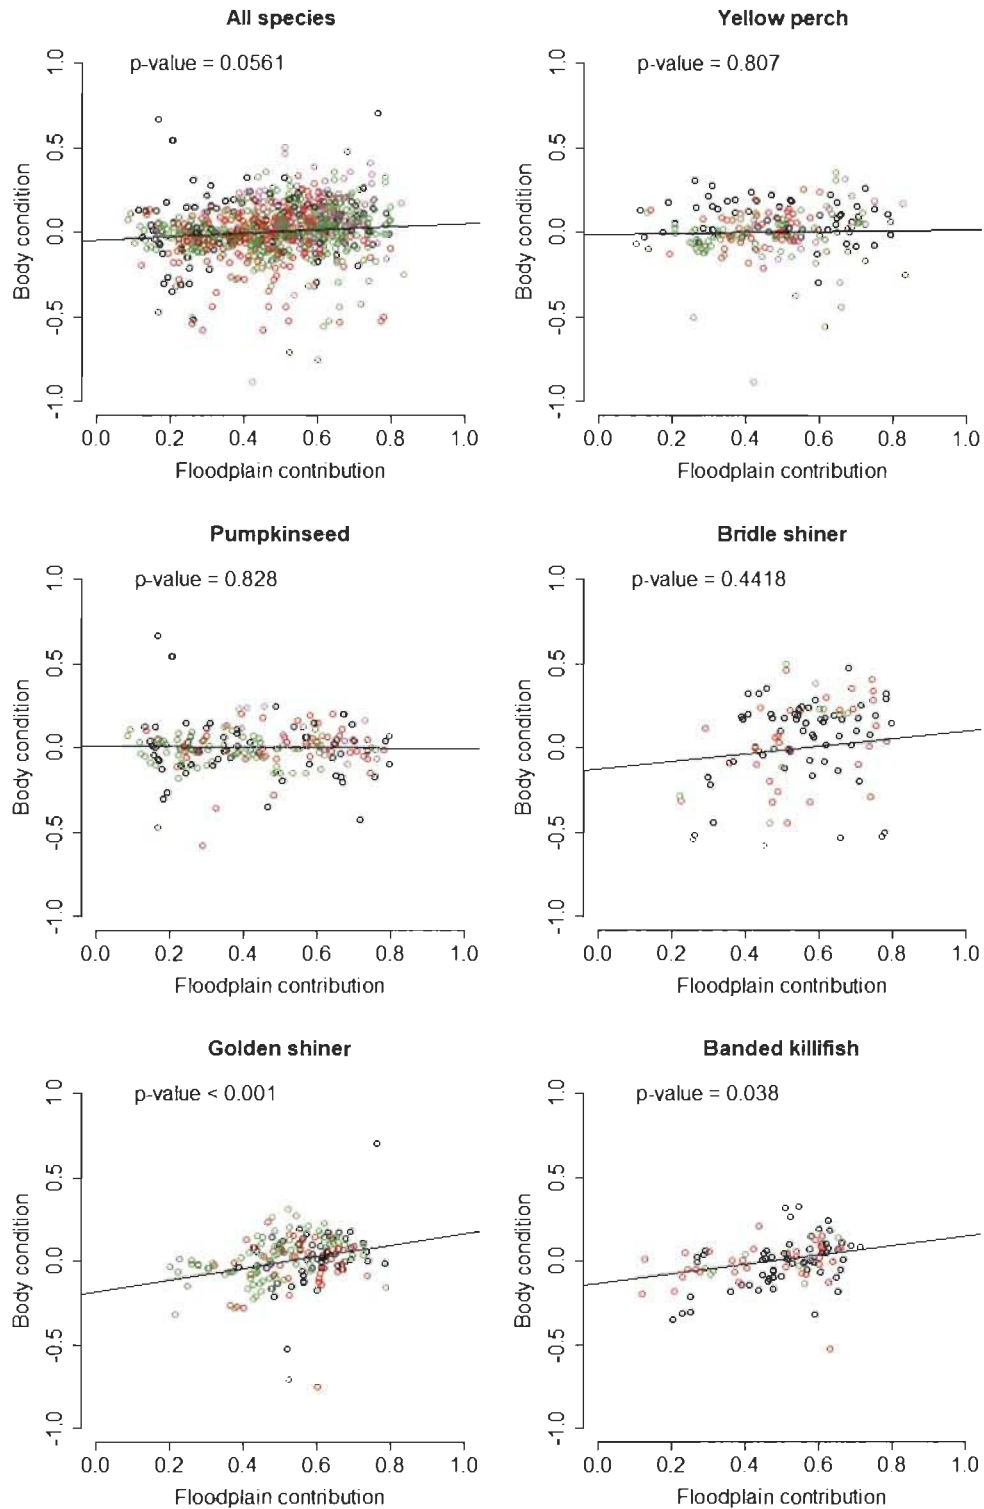 All species
p-value = 0.0561
1.0
0.5
0.0
-0.5
-1.0
Body condition
0.0 0.2 0.4 0.6 0.8 1.0
Floodplain contribution
Yellow perch
p-value = 0.807
1.0
0.5
0.0
-0.5
-1.0
Body condition
0.0 0.2 0.4 0.6 0.8 1.0
Floodplain contribution
Pumpkinseed
p-value = 0.828
1.0
0.5
0.0
-0.5
-1.0
Body condition
0.0 0.2 0.4 0.6 0.8 1.0
Floodplain contribution
Bridle shiner
p-value = 0.4418
1.0
0.5
0.0
-0.5
-1.0
Body condition
0.0 0.2 0.4 0.6 0.8 1.0
Floodplain contribution
Golden shiner
p-value < 0.001
1.0
0.5
0.0
-0.5
-1.0
Body condition
0.0 0.2 0.4 0.6 0.8 1.0
Floodplain contribution
Banded killifish
p-value = 0.038
1.0
0.5
0.0
-0.5
-1.0
Body condition
0.0 0.2 0.4 0.6 0.8 1.0
Floodplain contribution